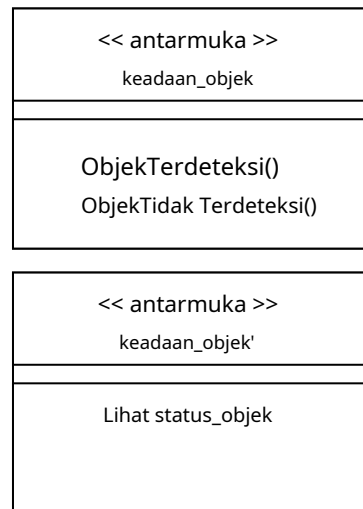 << antarmuka >>
keadaan_objek
ObjekTerdeteksi()
ObjekTidak Terdeteksi()
<< antarmuka >>
keadaan_objek'
Lihat status_objek